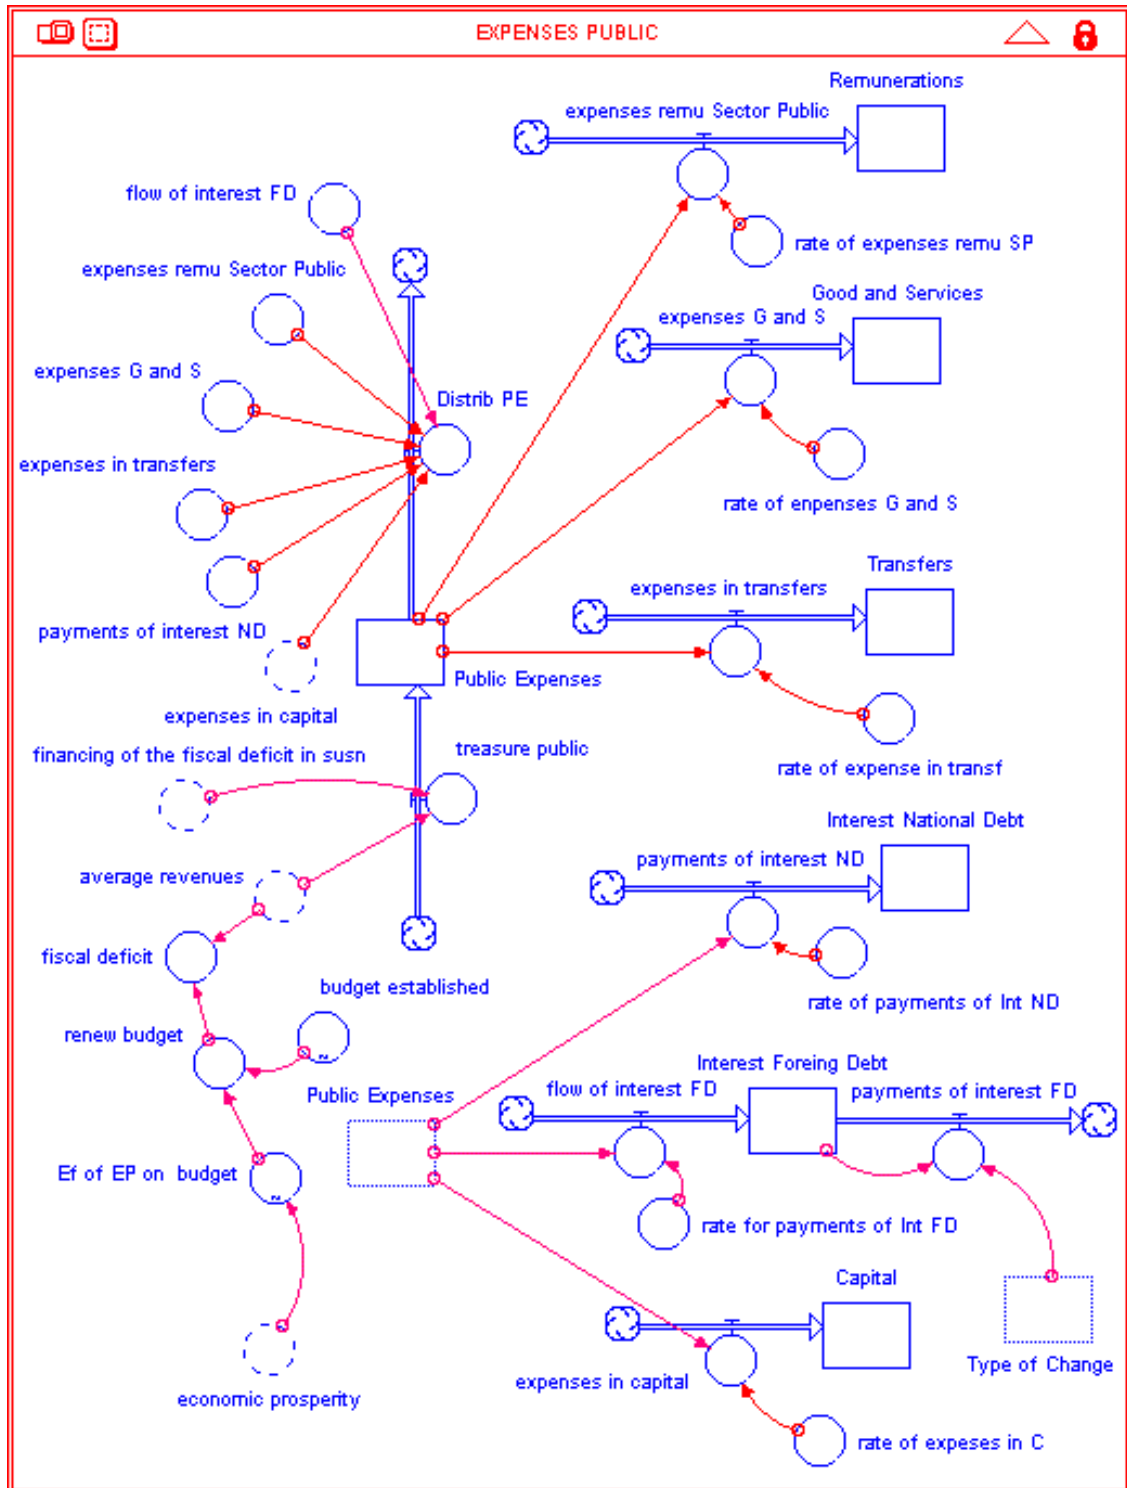 EXPENSES PUBLIC
Remunerations
expenses remu Sector Public
flow of interest FD
rate of expenses remu SP
expenses remu Sector Public
Good and Services
expenses G and S
expenses G and S
Distrib PE
expenses in transfers
rate of enpenses G and S
Transfers
expenses in transfers
payments of interest ND
Public Expenses
expenses in capital
financing of the fiscal deficit in susn
treasure public
rate of expense in transf
Interest National Debt
payments of interest ND
average revenues
fiscal deficit
budget established
rate of payments of Int ND
renew budget
Interest Foreing Debt
Public Expenses
flow of interest FD
payments of interest FD
Ef of EP on budget
rate for payments of Int FD
Capital
Type of Change
expenses in capital
economic prosperity
rate of expeses in C